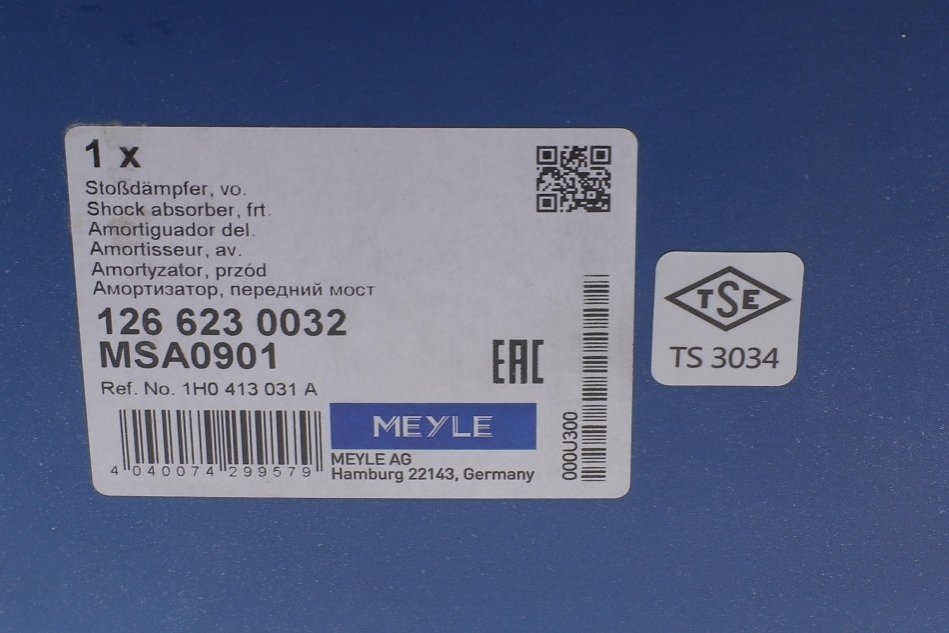 1 x
Stoßdämpfer, vo.
Shock absorber, frt.
Amortiguador del.
Amortisseur, av.
Amortyzator, przód
Амортизатор, передний мост
126 623 0032
MSA0901
Ref. No. 1H0 413 031 A
EAC
MEYLE
4 040074 299579
MEYLE AG
Hamburg 22143, Germany
000U300
TSE
TS 3034